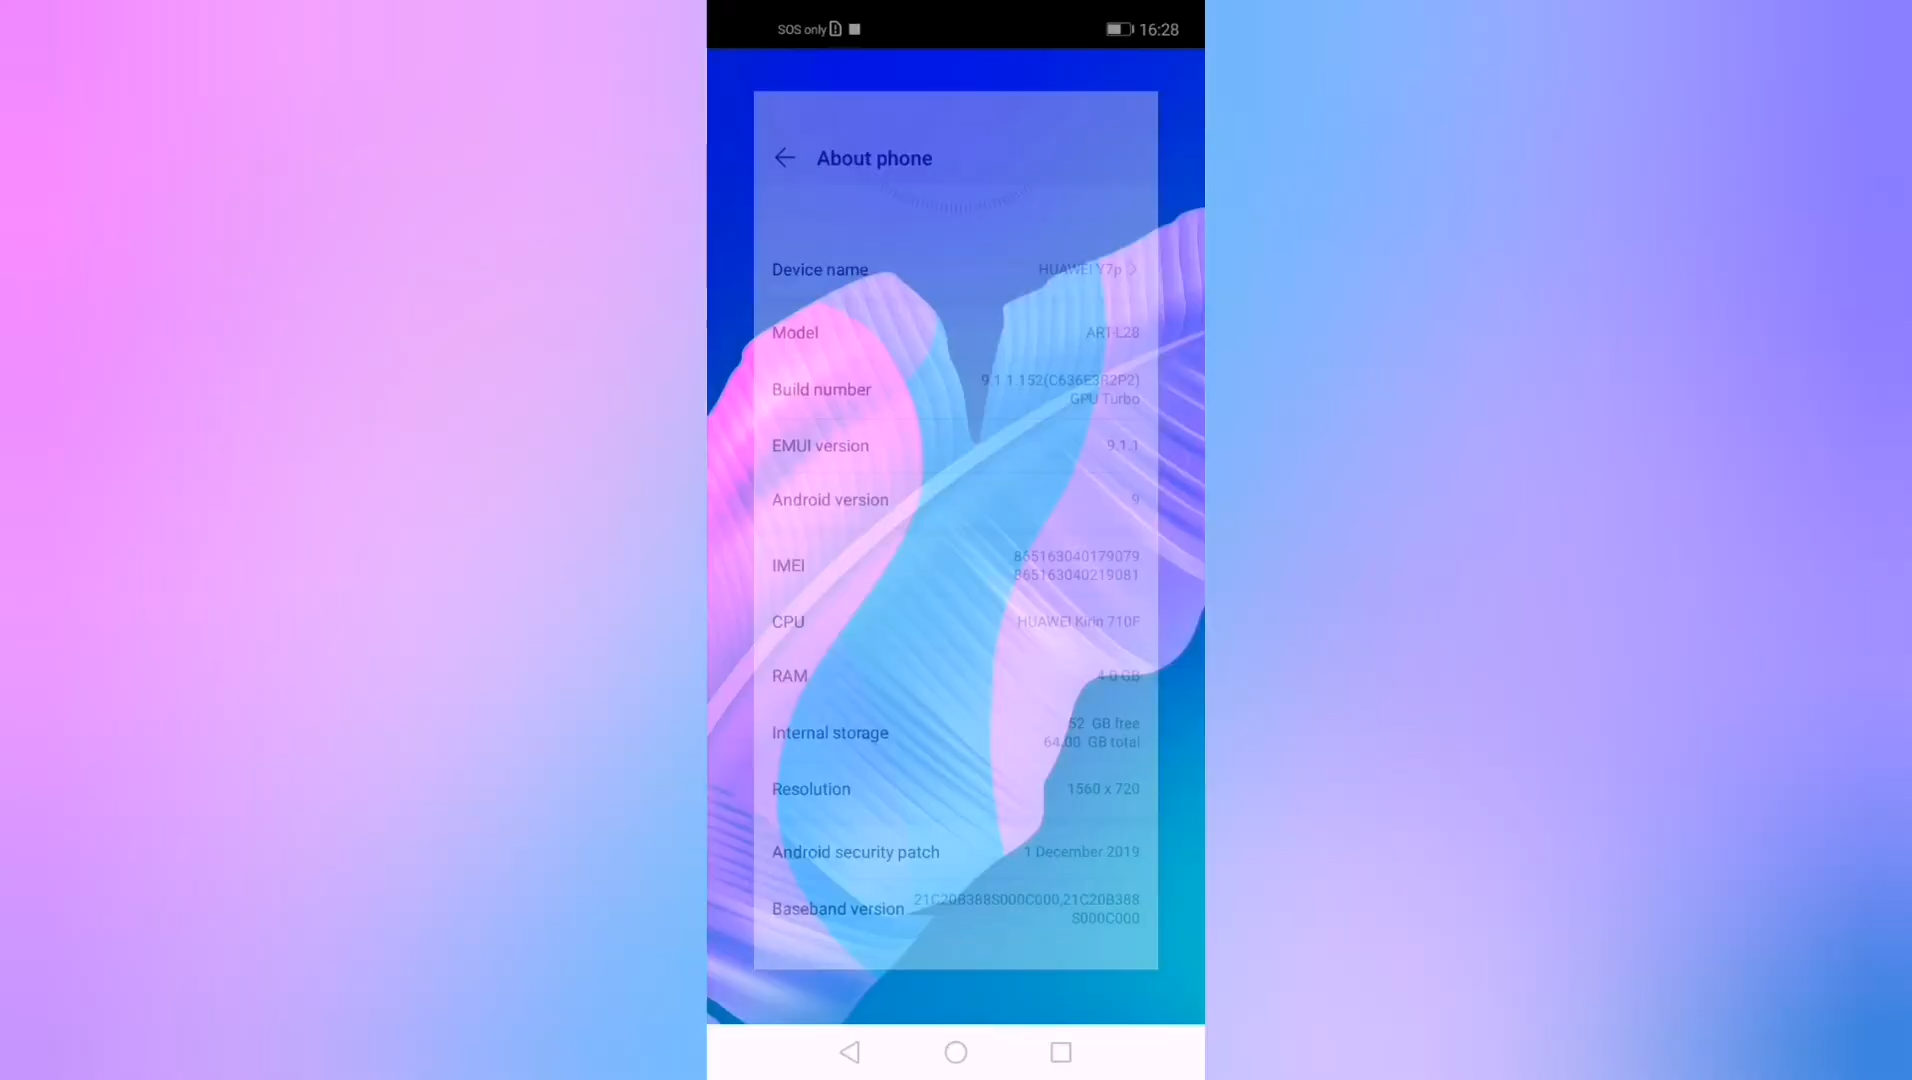 SOS only
16:28
About phone
Device name HUAWEI Y7p
Model ART-L28
Build number 9.1.1.152(C636E3R2P2)
GPU Turbo
EMUI version 9.1.1
Android version 9
IMEI 865163040179079
865163040219081
CPU HUAWEI Kirin 710F
RAM 4.0 GB
Internal storage 52 GB free
64.00 GB total
Resolution 1560 x 720
Android security patch 1 December 2019
Baseband version 21C20B388S000C000,21C20B388
S000C000